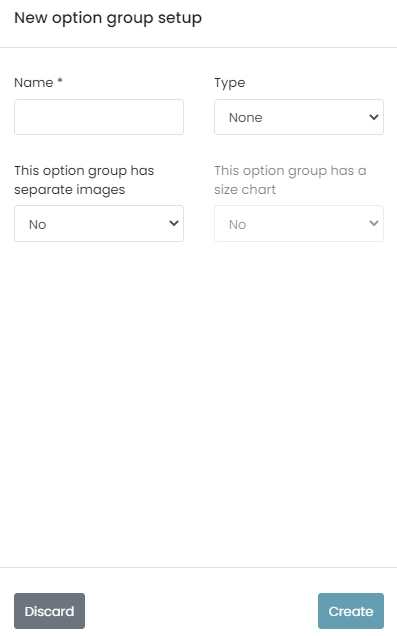 New option group setup
Name *
Type
None
This option group has
separate images
This option group has a
size chart
No
No
Discard
Create